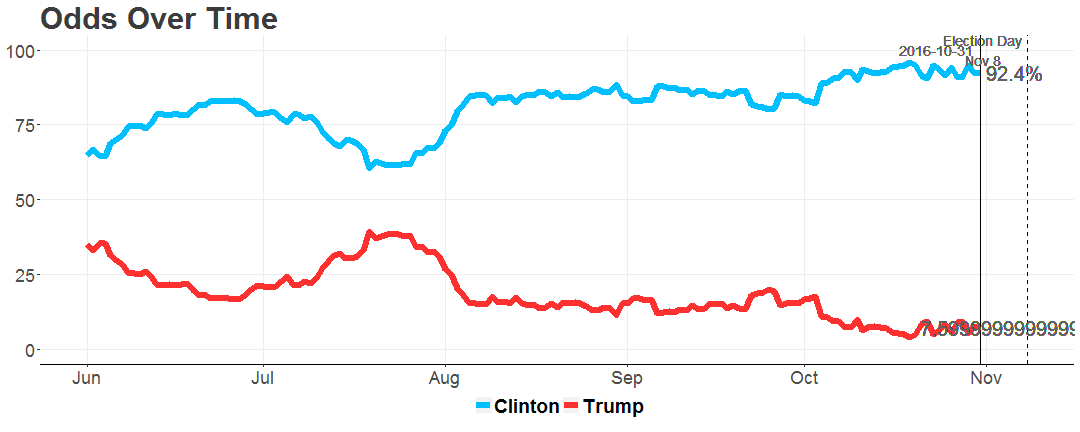 Odds Over Time
Election Day
2016-10-31
Nov 8
100
92.4%
75
50
25
0
Jun Jul Aug Sep Oct Nov
Clinton Trump